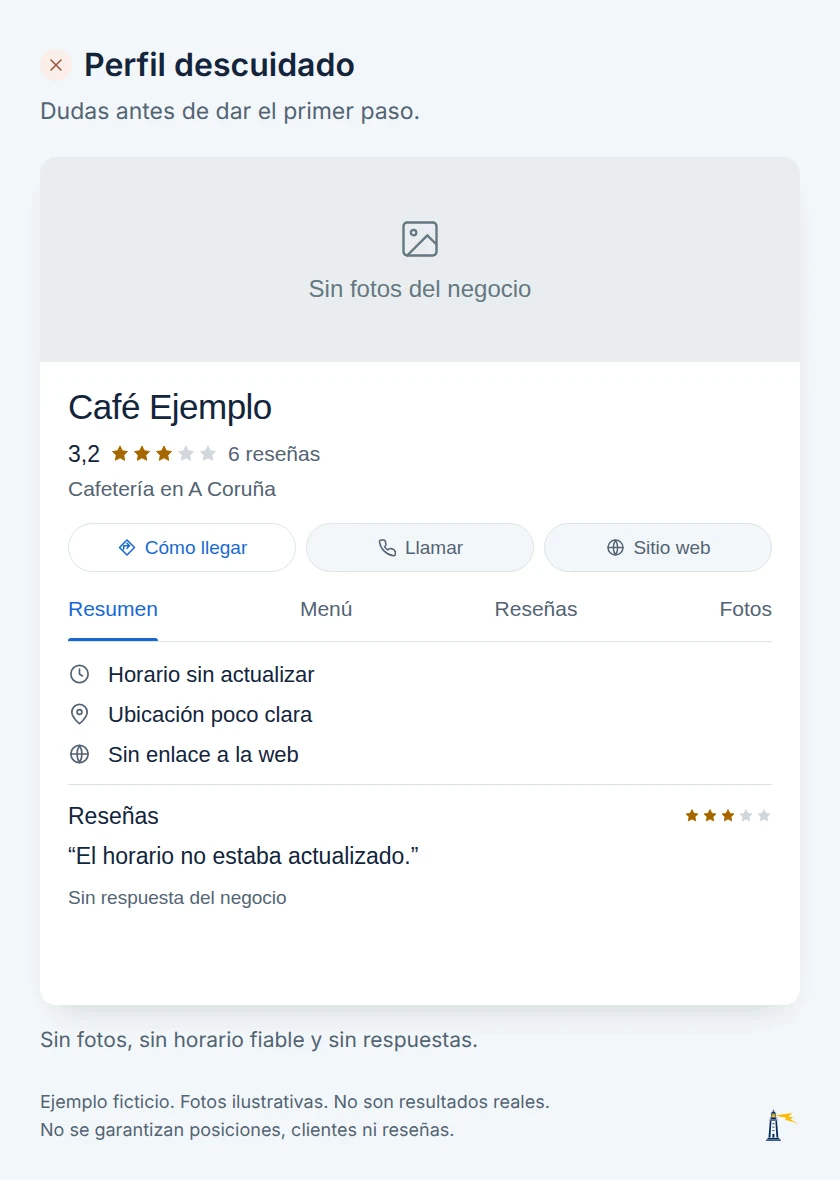 Perfil descuidado
Dudas antes de dar el primer paso.
Sin fotos del negocio
Café Ejemplo
3,2 6 reseñas
Cafetería en A Coruña
Cómo llegar Llamar Sitio web
Resumen Menú Reseñas Fotos
Horario sin actualizar
Ubicación poco clara
Sin enlace a la web
Reseñas
“El horario no estaba actualizado.”
Sin respuesta del negocio
Sin fotos, sin horario fiable y sin respuestas.
Ejemplo ficticio. Fotos ilustrativas. No son resultados reales.
No se garantizan posiciones, clientes ni reseñas.